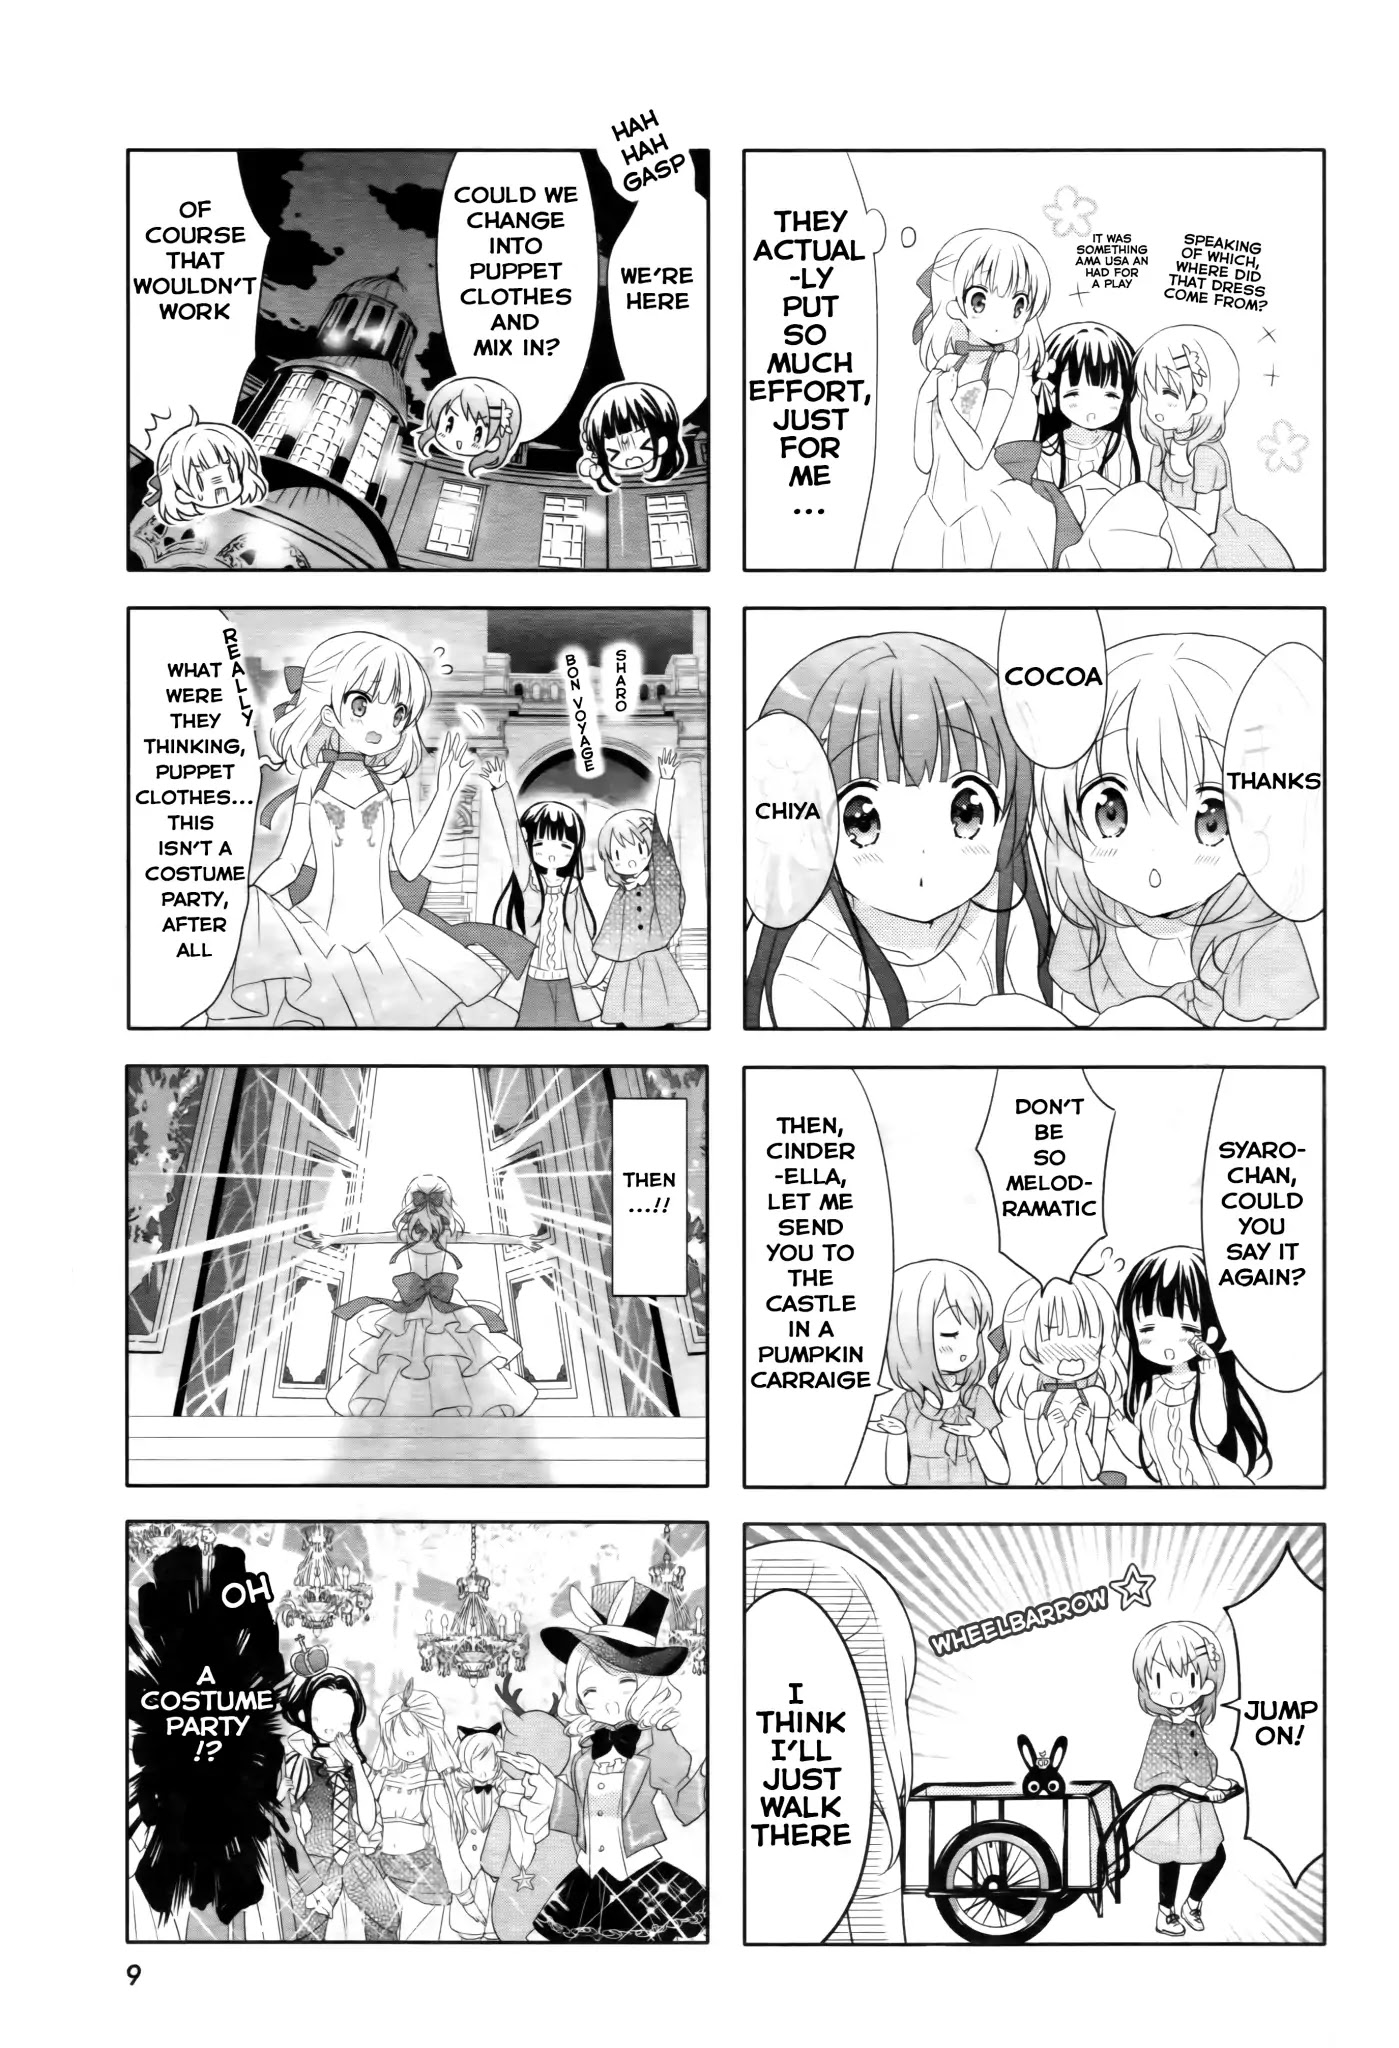 THEY
ACTUAL
-LY
PUT
SO
MUCH
EFFORT,
JUST
FOR
ME
...
SPEAKING
OF WHICH,
WHERE DID
THAT DRESS
COME FROM?
IT WAS
SOMETHING
AMA USA AN
HAD FOR
A PLAY
THANKS
COCOA
CHIYA
SYARO-
CHAN,
COULD
YOU
SAY IT
AGAIN?
DON'T
BE
SO
MELOD-
RAMATIC
THEN,
CINDER
-ELLA,
LET ME
SEND
YOU TO
THE
CASTLE
IN A
PUMPKIN
CARRAIGE
JUMP
ON!
WHEELBARROW
I
THINK
I'LL
JUST
WALK
THERE
HAH
HAH
GASP
WE'RE
HERE
COULD WE
CHANGE
INTO
PUPPET
CLOTHES
AND
MIX IN?
OF
COURSE
THAT
WOULDN'T
WORK
SHARO
BON VOYAGE
REALLY
WHAT
WERE
THEY
THINKING,
PUPPET
CLOTHES...
THIS
ISN'T A
COSTUME
PARTY,
AFTER
ALL
THEN
...!!
OH
A
COSTUME
PARTY
!?
9